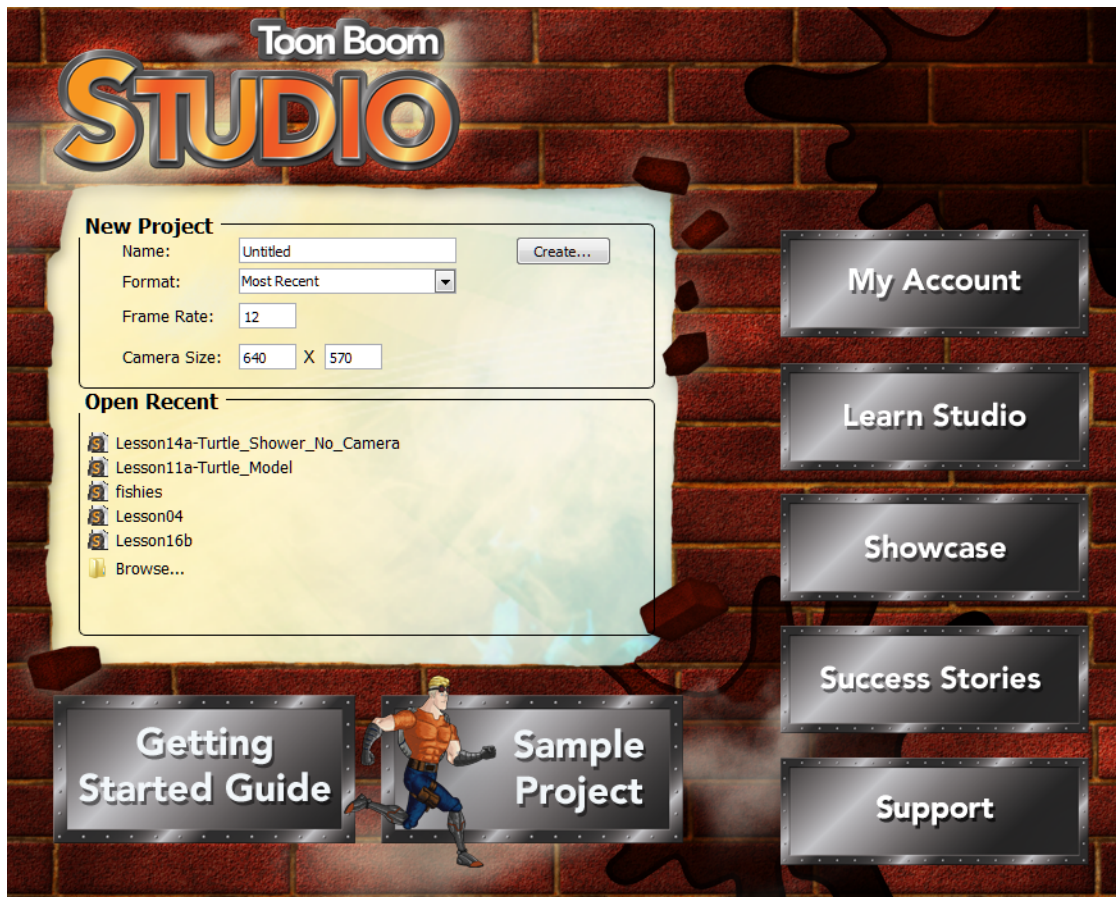 Toon Boom
STUDIO
New Project
Name: Untitled Create...
Format: Most Recent
Frame Rate: 12
Camera Size: 640 X 570
Open Recent
Lesson14a-Turtle_Shower_No_Camera
Lesson11a-Turtle_Model
fishies
Lesson04
Lesson16b
Browse...
My Account
Learn Studio
Showcase
Success Stories
Support
Getting
Started Guide
Sample
Project